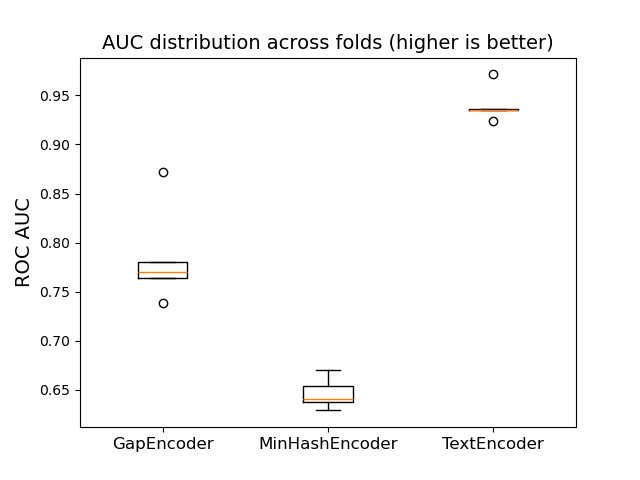 AUC distribution across folds (higher is better)
ROC AUC
0.95
0.90
0.85
0.80
0.75
0.70
0.65
GapEncoder
MinHashEncoder
TextEncoder